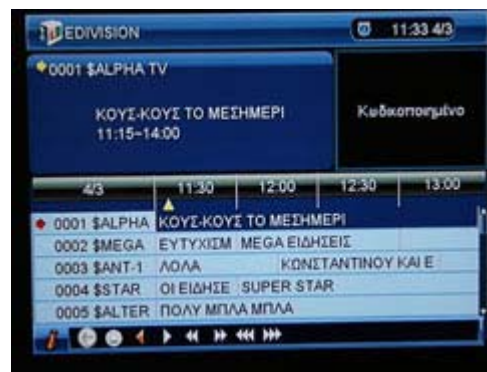 EDIVISION
11:33 4/3
0001 $ALPHA TV
ΚΟΥΣ-ΚΟΥΣ ΤΟ ΜΕΣΗΜΕΡΙ
11:15~14:00
Κωδικοποιημένο
4/3 11:30 12:00 12:30 13:00
0001 $ALPHA ΚΟΥΣ-ΚΟΥΣ ΤΟ ΜΕΣΗΜΕΡΙ
0002 $MEGA ΕΥΤΥΧΙΣΜ MEGA ΕΙΔΗΣΕΙΣ
0003 $ANT-1 ΛΟΛΑ ΚΩΝΣΤΑΝΤΙΝΟΥ ΚΑΙ Ε
0004 $STAR ΟΙ ΕΙΔΗΣΕ SUPER STAR
0005 $ALTER ΠΟΛΥ ΜΠΛΑ ΜΠΛΑ